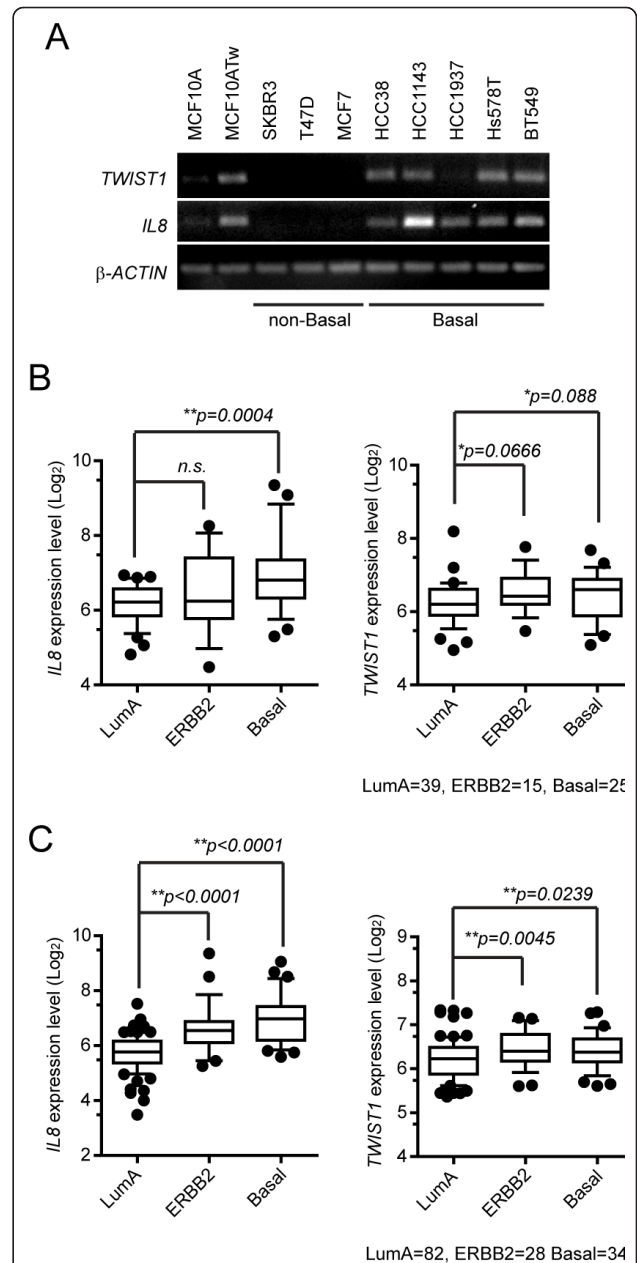 A
MCF10A
MCF10ATw
SKBR3
T47D
MCF7
HCC38
HCC1143
HCC1937
Hs578T
BT549
TWIST1
IL8
β-ACTIN
non-Basal
Basal
B
**p=0.0004
n.s.
10
8
6
4
IL8 expression level (Log2)
LumA
ERBB2
Basal
*p=0.088
*p=0.0666
10
8
6
4
TWIST1 expression level (Log2)
LumA
ERBB2
Basal
LumA=39, ERBB2=15, Basal=25
C
**p<0.0001
**p<0.0001
10
8
6
4
2
IL8 expression level (Log2)
LumA
ERBB2
Basal
**p=0.0239
**p=0.0045
9
8
7
6
5
4
TWIST1 expression level (Log2)
LumA
ERBB2
Basal
LumA=82, ERBB2=28 Basal=34